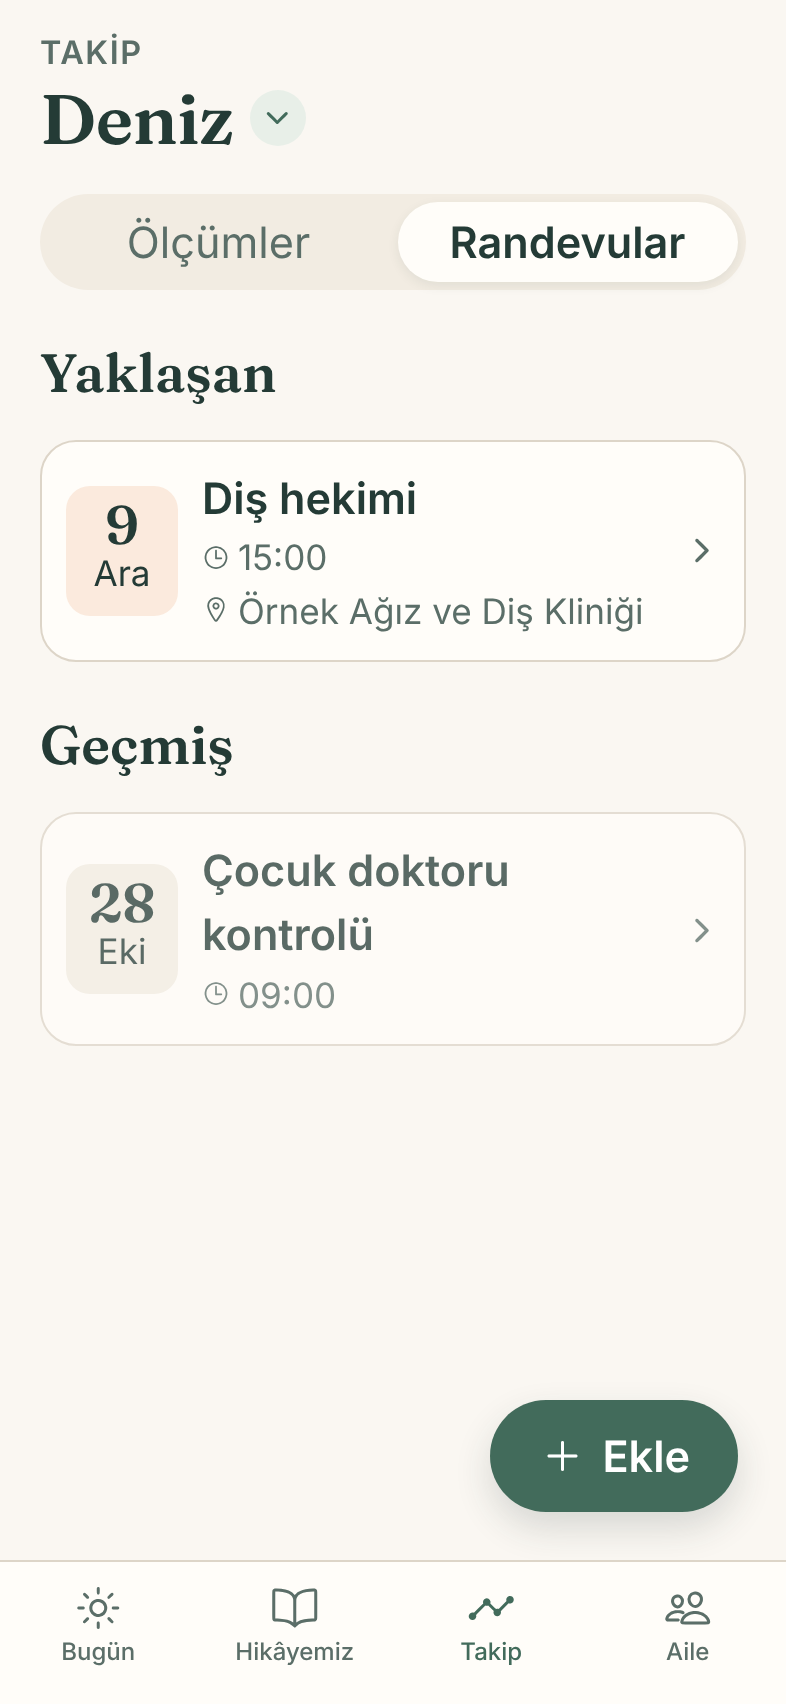 TAKİP
Deniz
Ölçümler
Randevular
Yaklaşan
9
Ara
Diş hekimi
15:00
Örnek Ağız ve Diş Kliniği
Geçmiş
28
Eki
Çocuk doktoru
kontrolü
09:00
Ekle
Bugün
Hikâyemiz
Takip
Aile